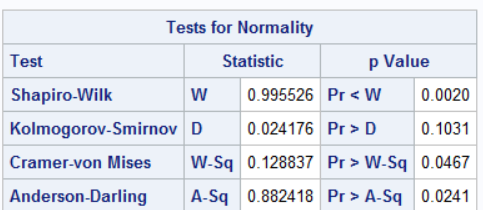 Tests for Normality
Test Statistic p Value
Shapiro-Wilk W 0.995526 Pr < W 0.0020
Kolmogorov-Smirnov D 0.024176 Pr > D 0.1031
Cramer-von Mises W-Sq 0.128837 Pr > W-Sq 0.0467
Anderson-Darling A-Sq 0.882418 Pr > A-Sq 0.0241